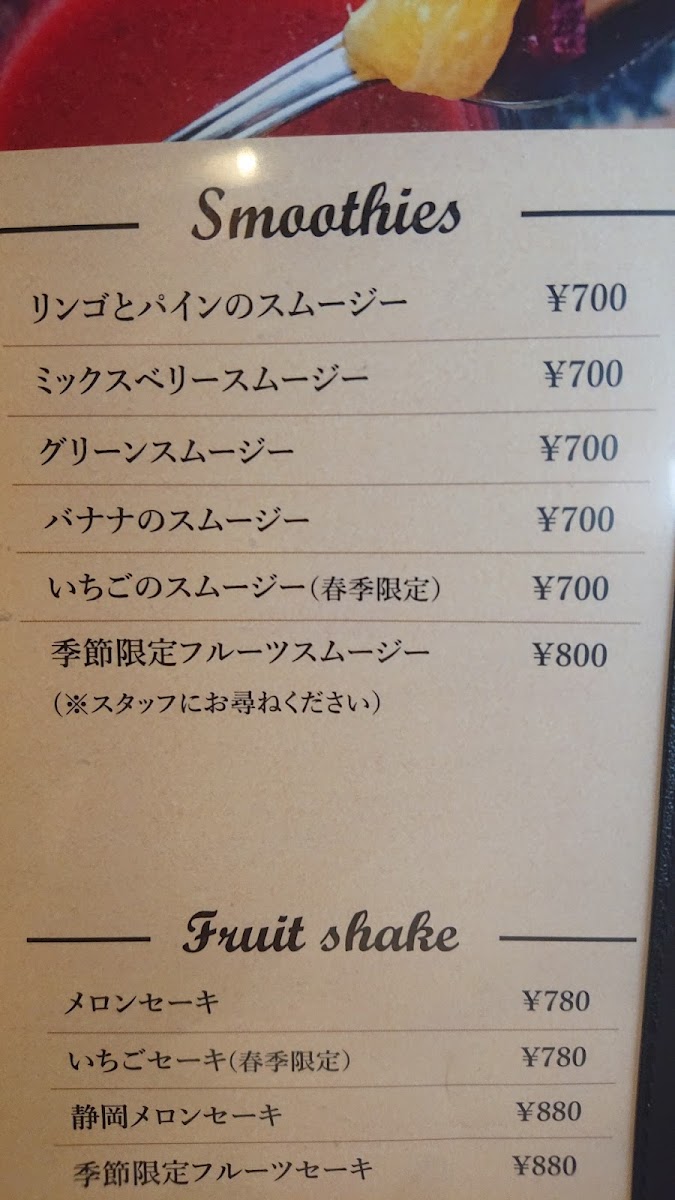 Smoothies
リンゴとパインのスムージー ¥700
ミックスベリースムージー ¥700
グリーンスムージー ¥700
バナナのスムージー ¥700
いちごのスムージー(春季限定) ¥700
季節限定フルーツスムージー ¥800
(※スタッフにお尋ねください)
Fruit shake
メロンセーキ ¥780
いちごセーキ(春季限定) ¥780
静岡メロンセーキ ¥880
季節限定フルーツセーキ ¥880